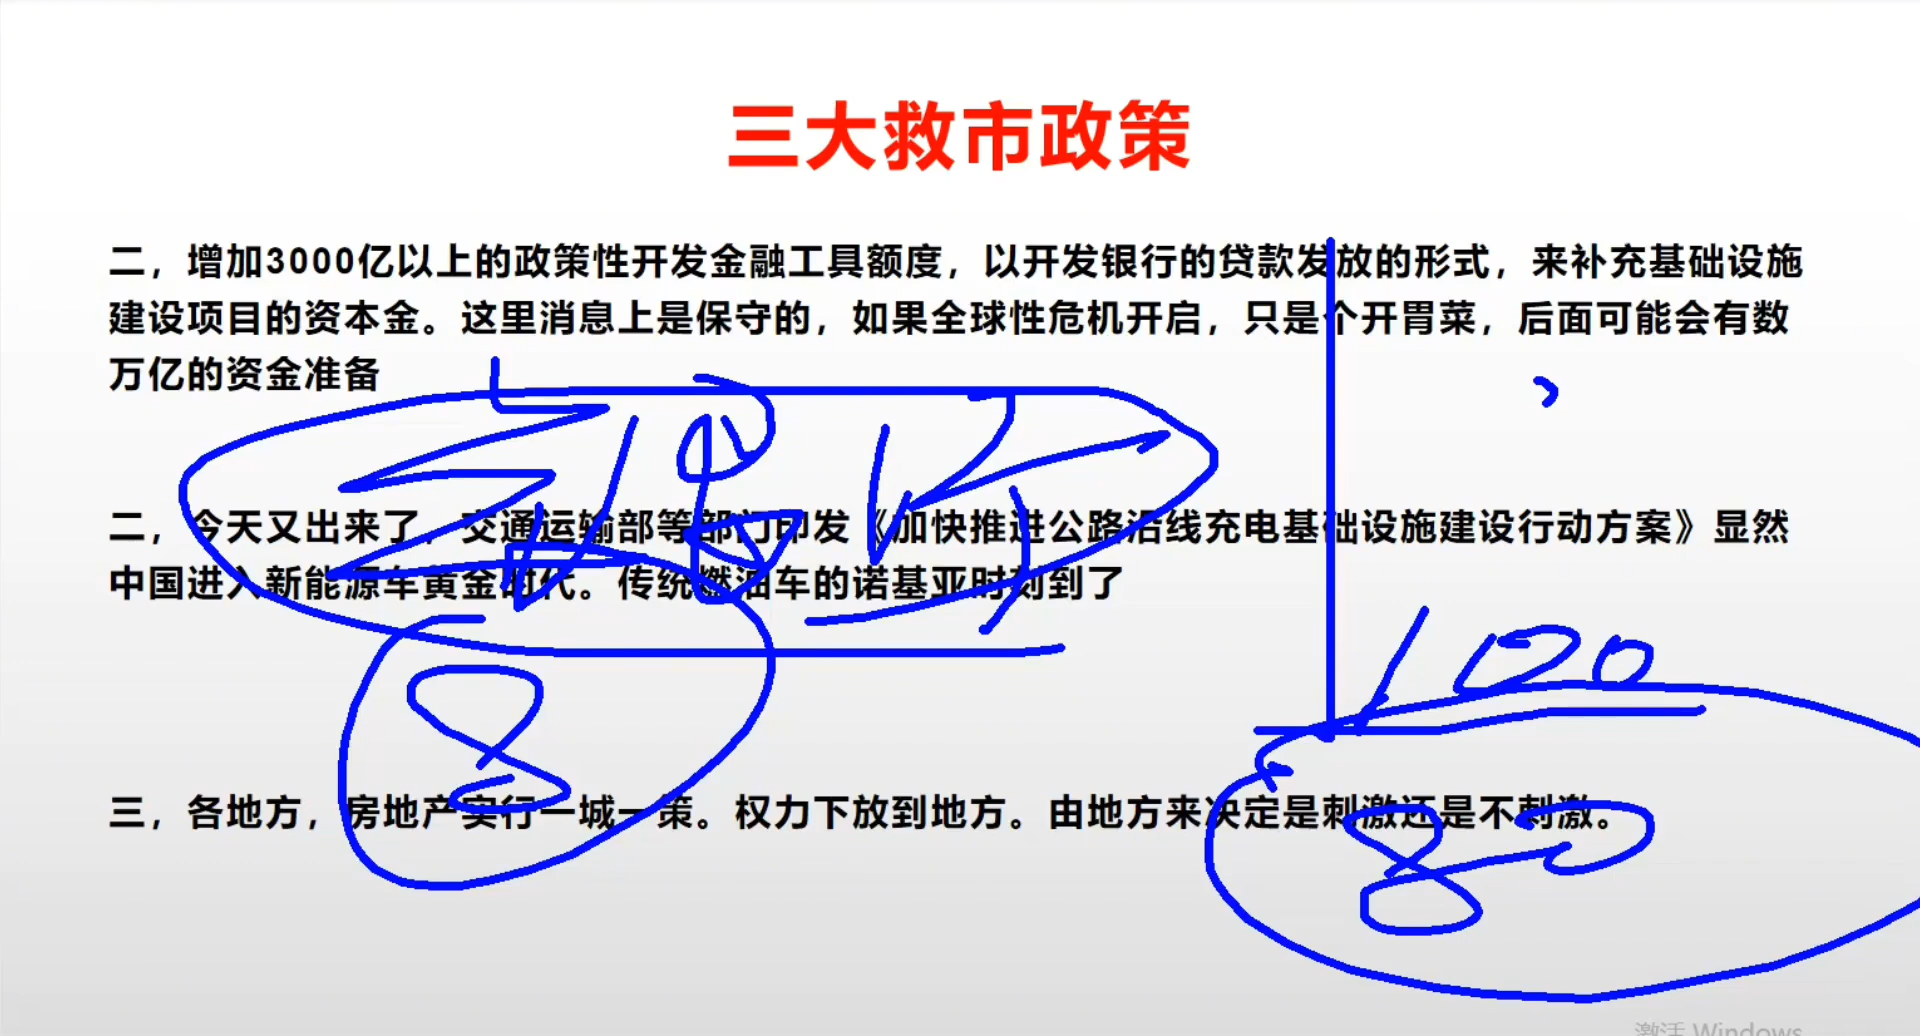 三大救市政策
二，增加3000亿以上的政策性开发金融工具额度，以开发银行的贷款发放的形式，来补充基础设施
建设项目的资本金。这里消息上是保守的，如果全球性危机开启，只是个开胃菜，后面可能会有数
万亿的资金准备
二，今天又出来了，交通运输部等部门印发《加快推进公路沿线充电基础设施建设行动方案》显然
中国进入新能源车黄金时代。传统燃油车的诺基亚时刻到了
100
8
三，各地方，房地产实行一城一策。权力下放到地方。由地方来决定是刺激还是不刺激。
80
激活 Windows